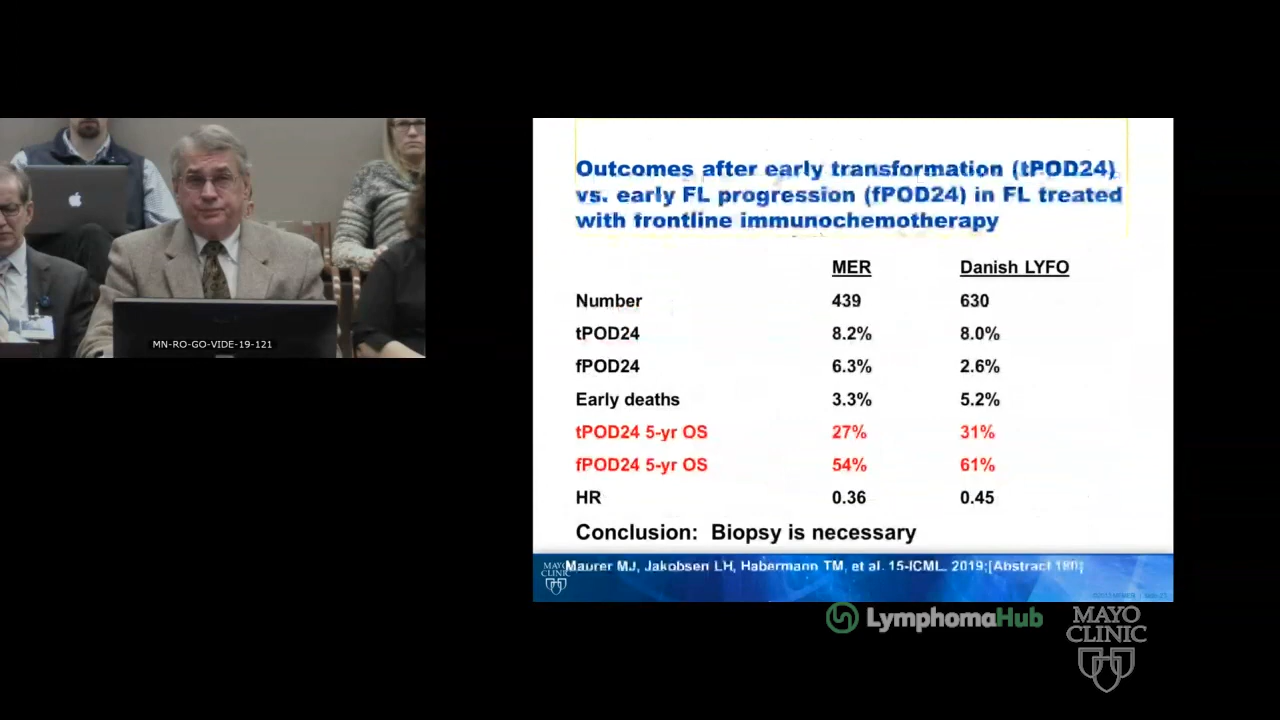 MN-RO-GO-VIDE-19-121
Outcomes after early transformation (tPOD24)
vs. early FL progression (fPOD24) in FL treated
with frontline immunochemotherapy
MER Danish LYFO
Number 439 630
tPOD24 8.2% 8.0%
fPOD24 6.3% 2.6%
Early deaths 3.3% 5.2%
tPOD24 5-yr OS 27% 31%
fPOD24 5-yr OS 54% 61%
HR 0.36 0.45
Conclusion: Biopsy is necessary
MAYO
CLINIC
Maurer MJ, Jakobsen LH, Habermann TM, et al. 15-ICML. 2019;[Abstract 180]
LymphomaHub
MAYO
CLINIC